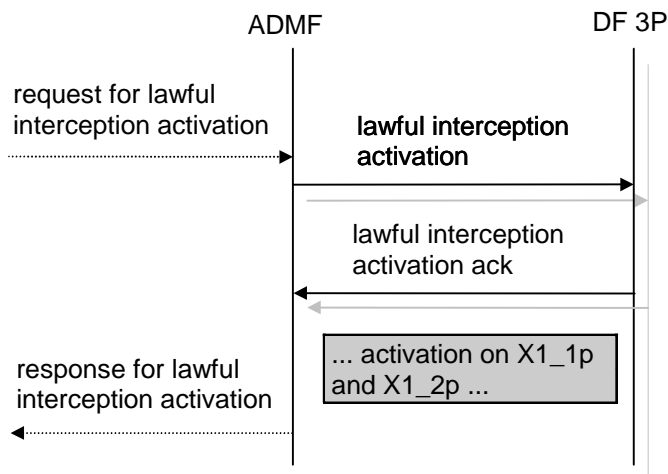 ADMF
DF 3P
request for lawful
interception activation
lawful interception
activation
lawful interception
activation ack
... activation on X1_1p
and X1_2p ...
response for lawful
interception activation